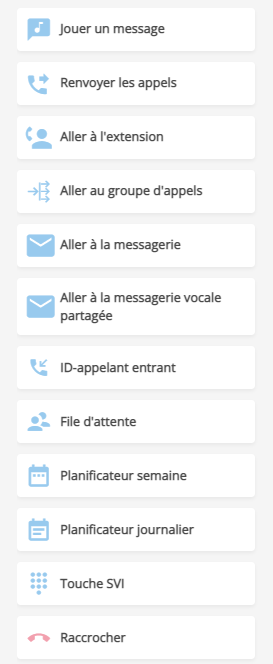 Jouer un message
Renvoyer les appels
Aller à l'extension
Aller au groupe d'appels
Aller à la messagerie
Aller à la messagerie vocale
partagée
ID-appelant entrant
File d'attente
Planificateur semaine
Planificateur journalier
Touche SVI
Raccrocher